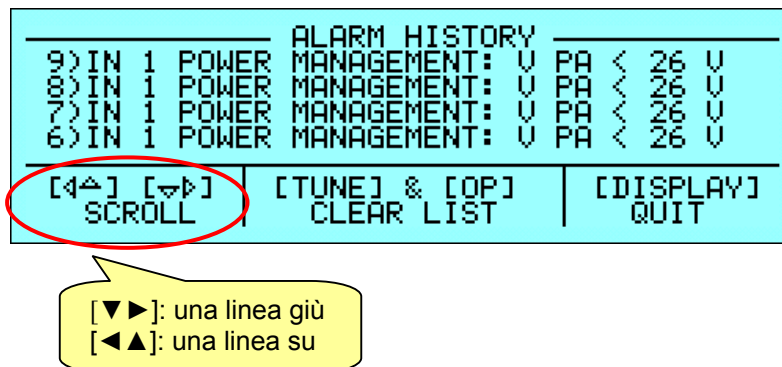 ALARM HISTORY
9)IN 1 POWER MANAGEMENT: V PA < 26 V
8)IN 1 POWER MANAGEMENT: V PA < 26 V
7)IN 1 POWER MANAGEMENT: V PA < 26 V
6)IN 1 POWER MANAGEMENT: V PA < 26 V
[◁△] [▽▷] [TUNE] & [OP] [DISPLAY]
SCROLL CLEAR LIST QUIT
[▼►]: una linea giù
[◄▲]: una linea su